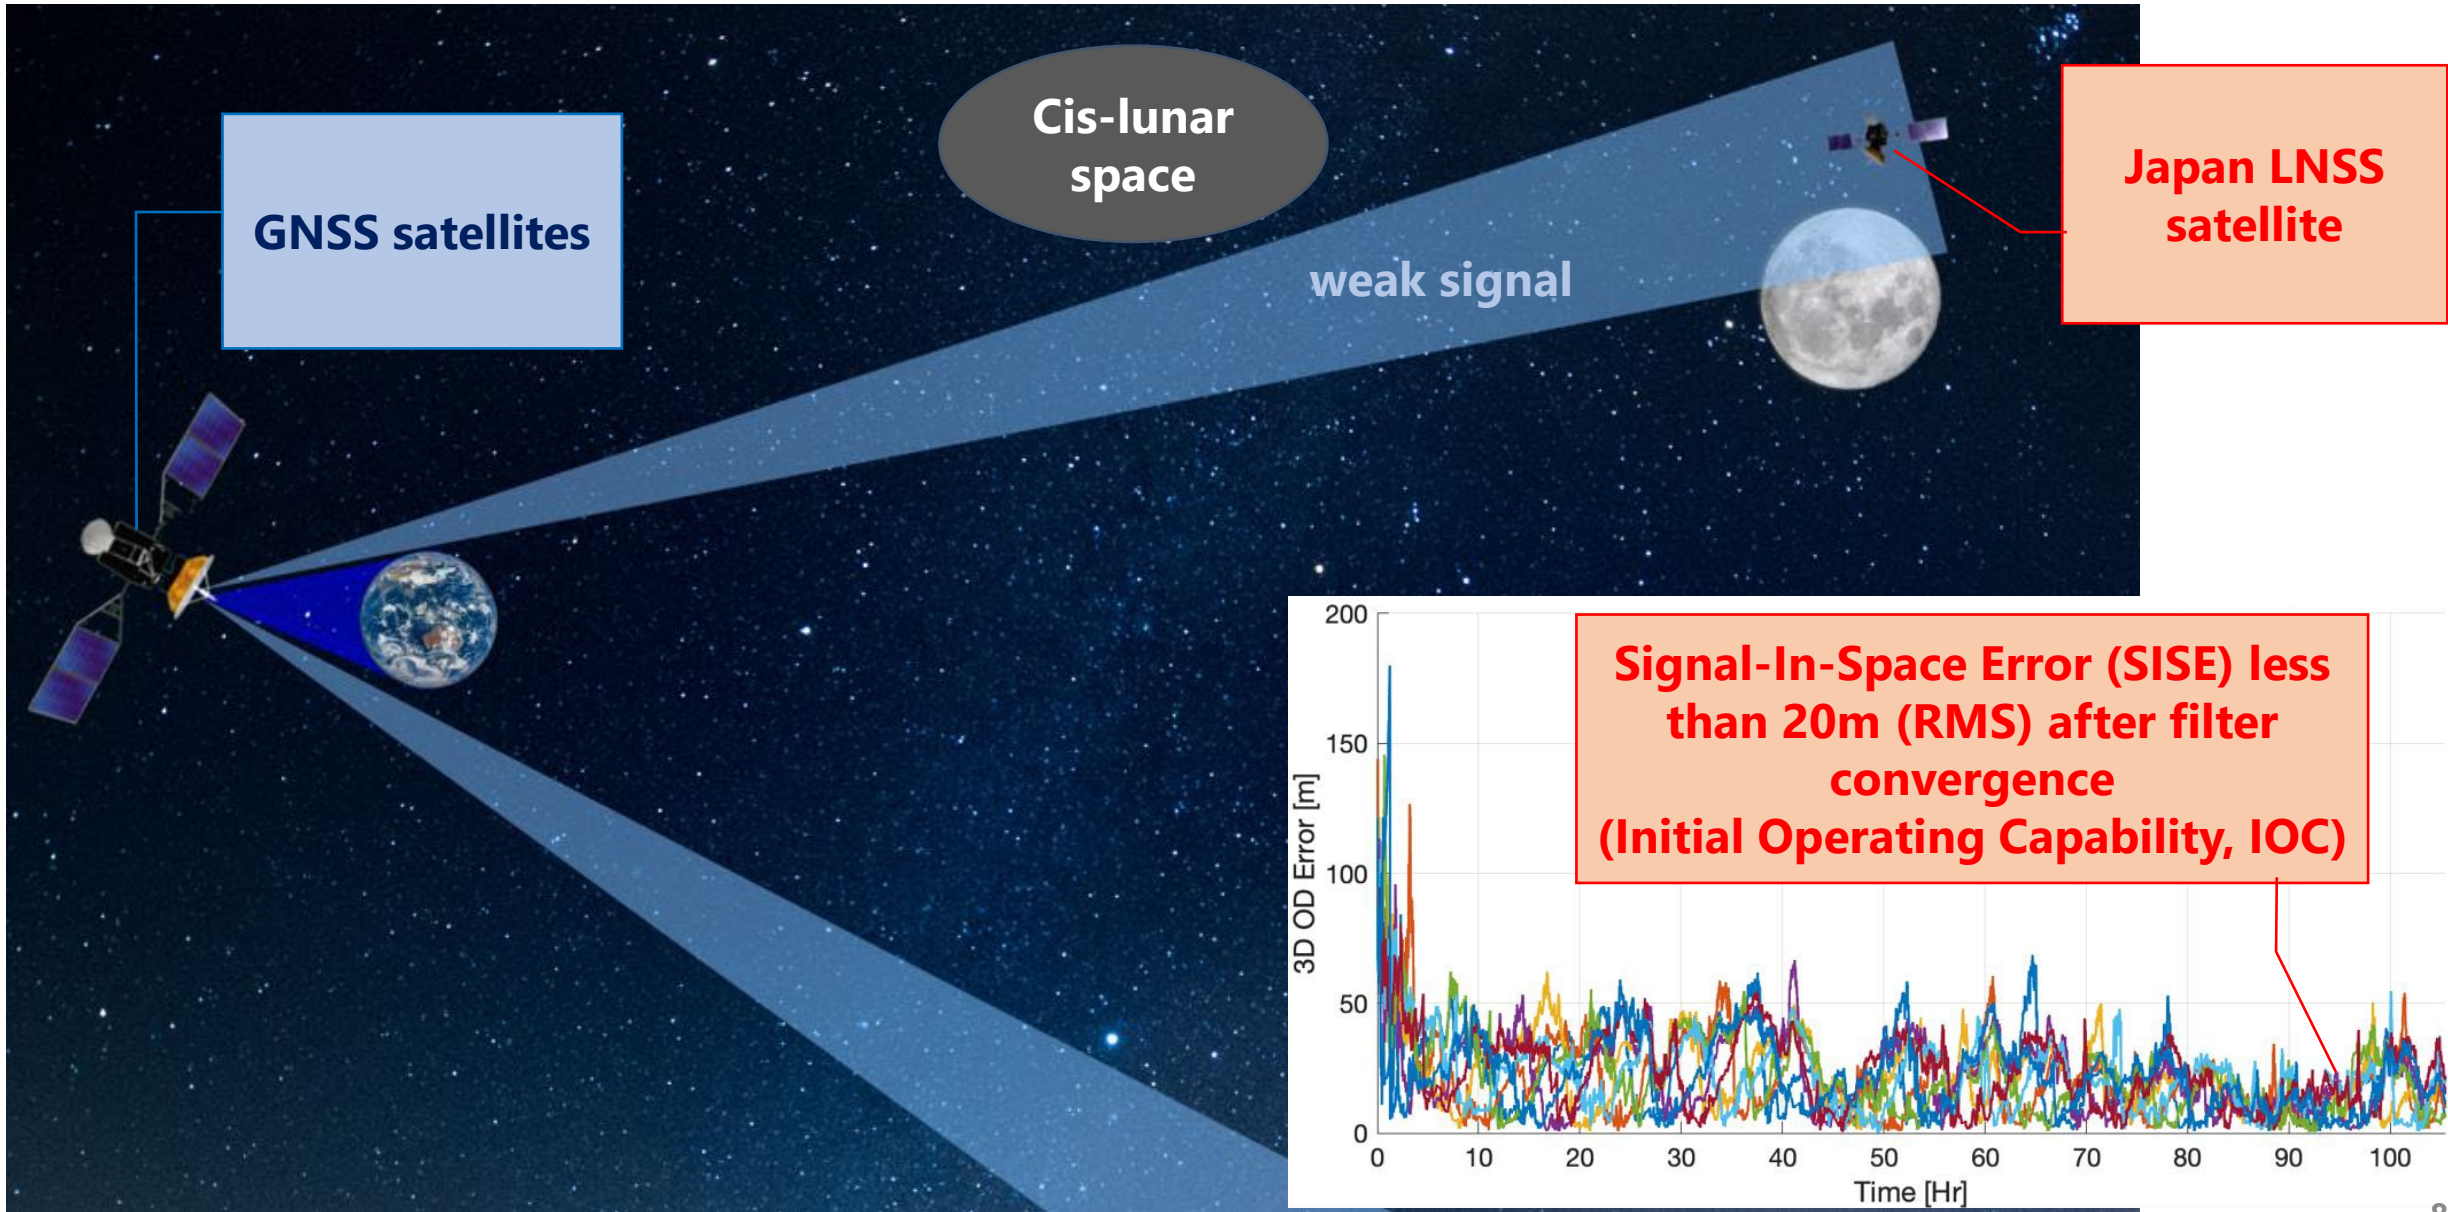 Cis-lunar
space
GNSS satellites
Japan LNSS
satellite
weak signal
Signal-In-Space Error (SISE) less
than 20m (RMS) after filter
convergence
(Initial Operating Capability, IOC)
3D OD Error [m]
200
150
100
50
0
0 10 20 30 40 50 60 70 80 90 100
Time [Hr]